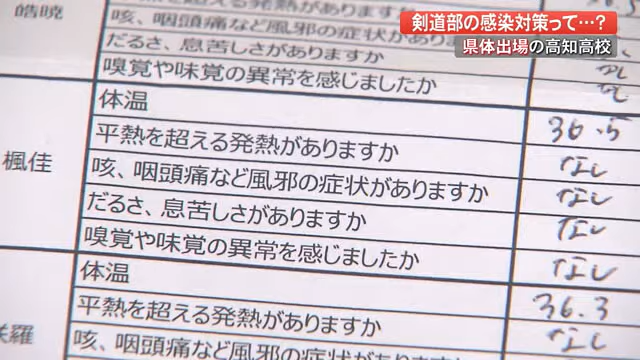 剣道部の感染対策って…?
県体出場の高知高校
皓暁
咳、咽頭痛など風邪の症状がありますか
だるさ、息苦しさがありますか
なし
嗅覚や味覚の異常を感じましたか
なし
楓佳
体温
36.5
平熱を超える発熱がありますか
なし
咳、咽頭痛など風邪の症状がありますか
なし
だるさ、息苦しさがありますか
なし
嗅覚や味覚の異常を感じましたか
なし
体温
36.3
平熱を超える発熱がありますか
なし
咳、咽頭痛など風邪の症状がありますか